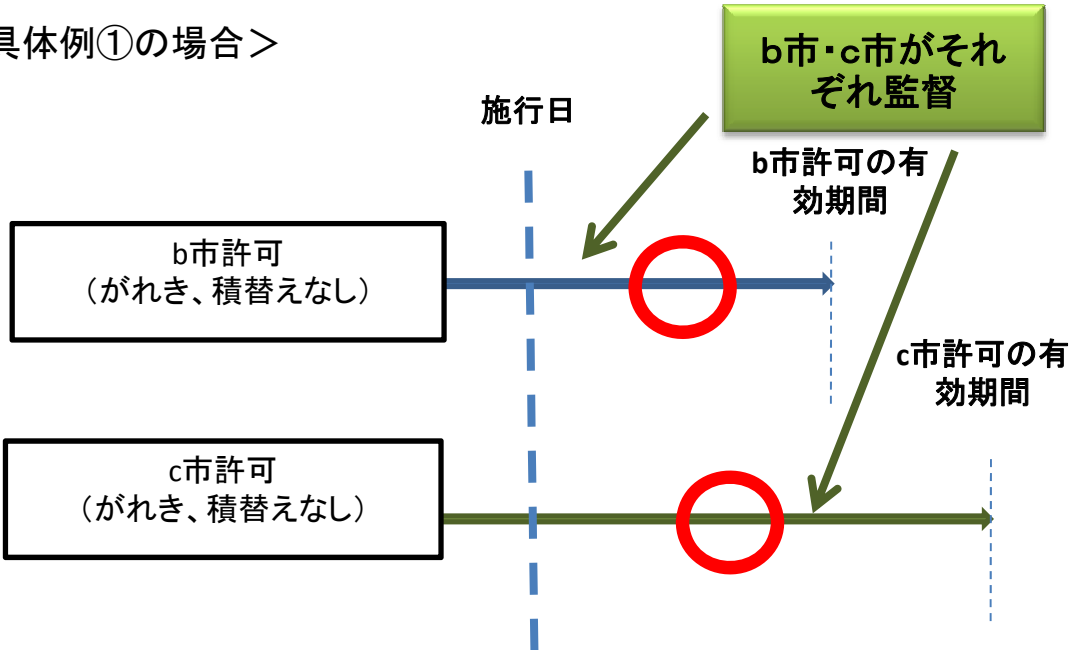 具体例①の場合＞
b市・c市がそれ
ぞれ監督
施行日
b市許可の有
効期間
b市許可
（がれき、積替えなし）
c市許可の有
効期間
c市許可
（がれき、積替えなし）